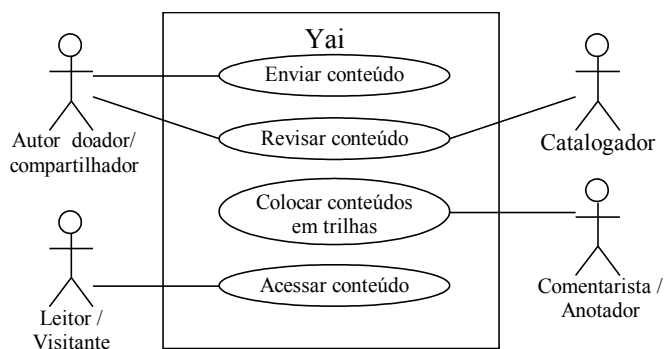 Yai
Enviar conteúdo
Revisar conteúdo
Autor doador/
compartilhador
Catalogador
Colocar conteúdos
em trilhas
Acessar conteúdo
Leitor /
Visitante
Comentarista /
Anotador